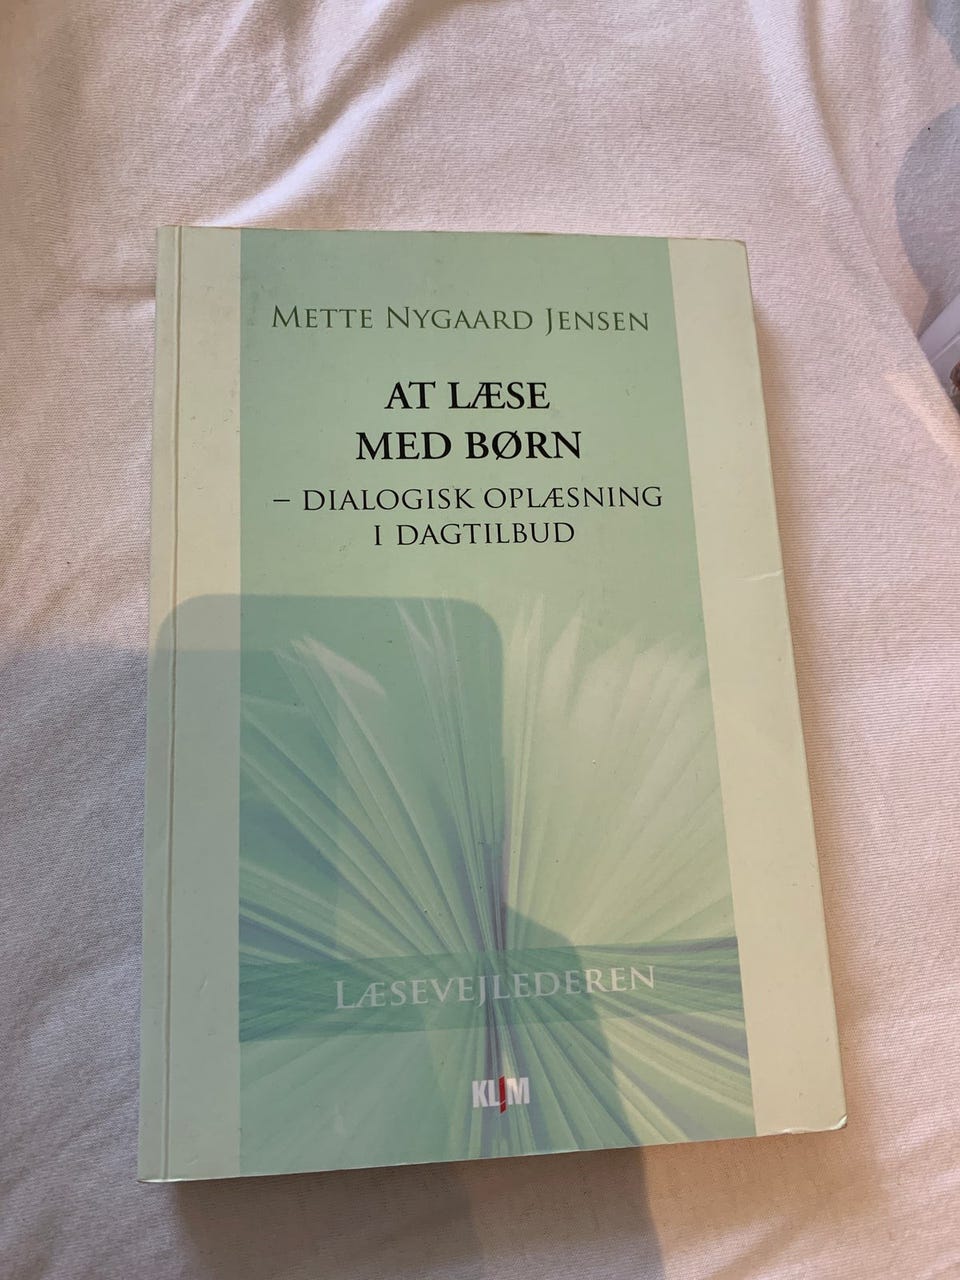 METTE NYGAARD JENSEN
AT LÆSE
MED BØRN
– DIALOGISK OPLÆSNING
I DAGTILBUD
LÆSEVEJLEDEREN
KLIM